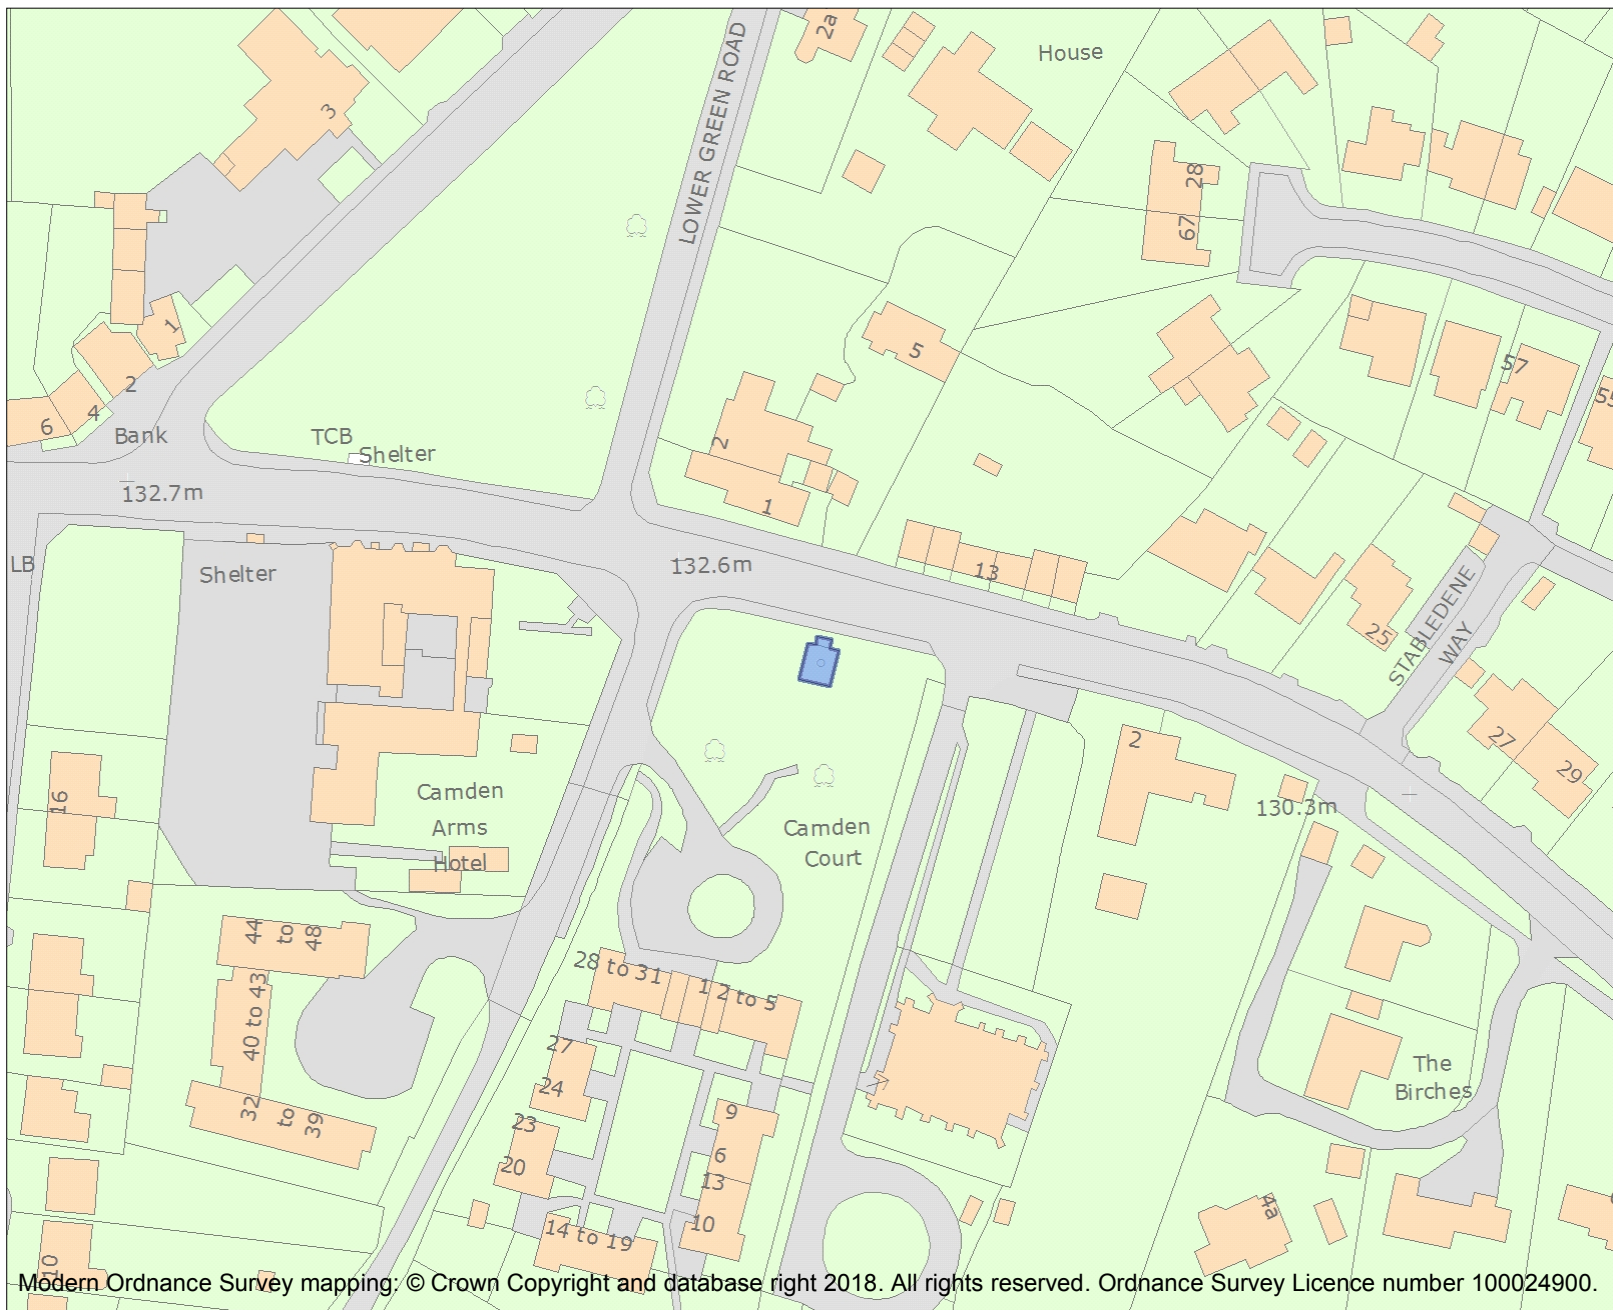 2a
House
LOWER GREEN ROAD
3
28
67
1
2
4
6
Bank
TCB
Shelter
132.7m
5
57
55
2
1
13
132.6m
LB
Shelter
25
STABLEDENE
WAY
27
29
2
130.3m
16
Camden
Arms
Hotel
Camden
Court
44
to
48
40 to 43
32
to
39
28 to 31
1
2 to 5
27
24
23
20
9
6
13
10
14 to 19
7
The
Birches
4a
10
Modern Ordnance Survey mapping: © Crown Copyright and database right 2018. All rights reserved. Ordnance Survey Licence number 100024900.